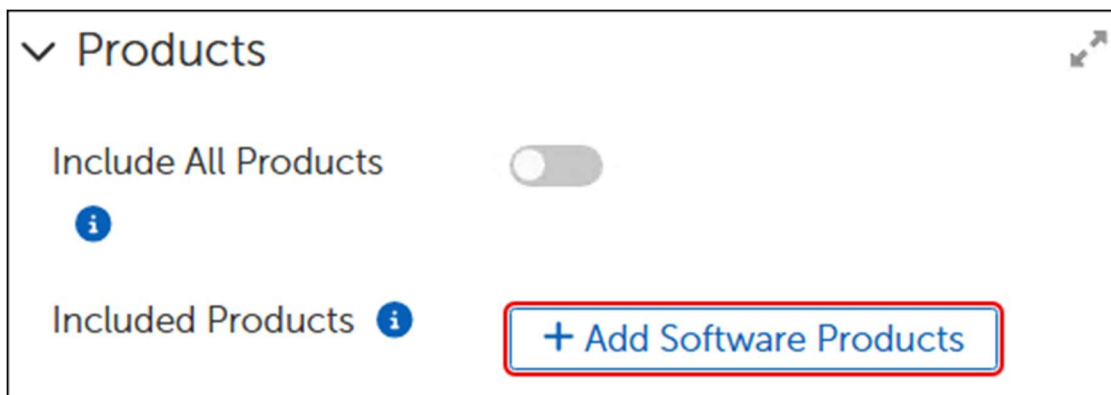 Products
Include All Products
Included Products
+ Add Software Products